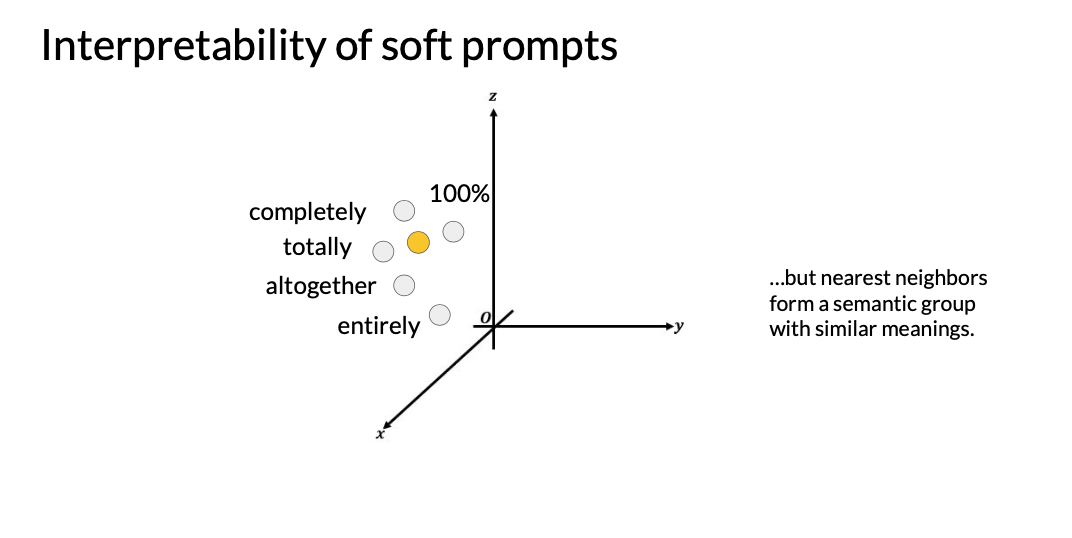 Interpretability of soft prompts
z
100%
completely
totally
altogether
entirely
O
y
x
...but nearest neighbors
form a semantic group
with similar meanings.